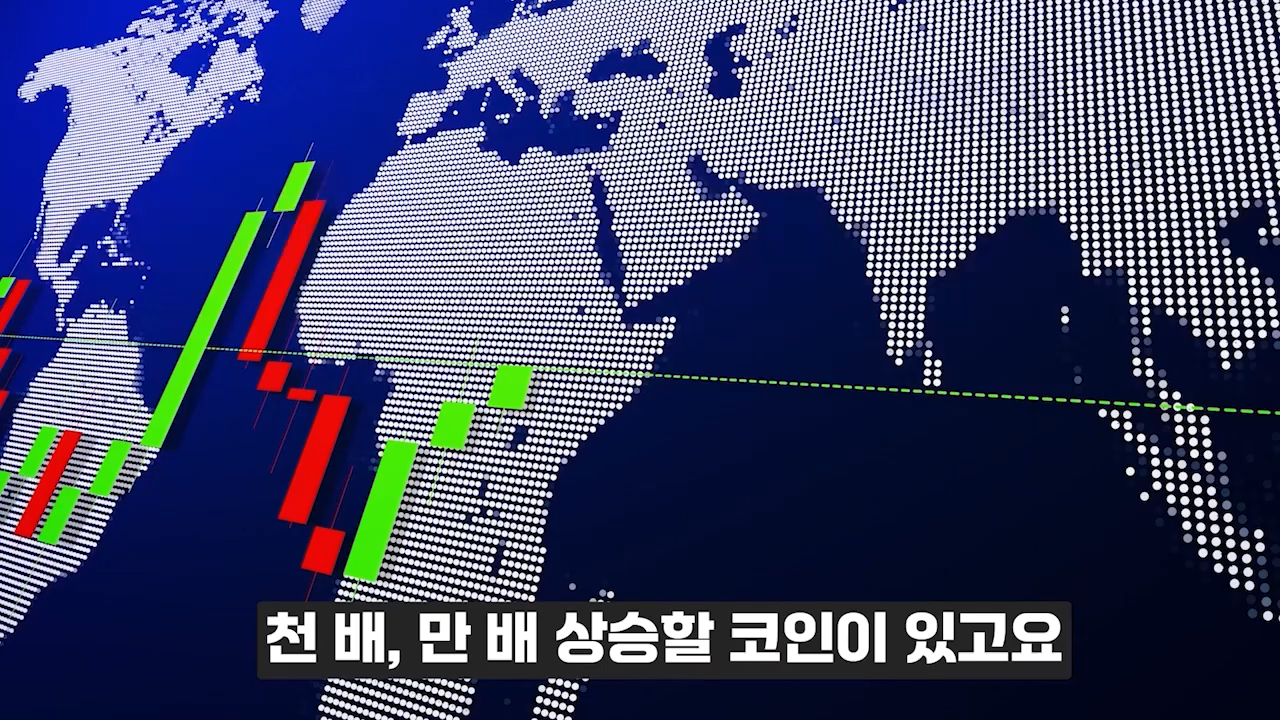 천 배, 만 배 상승할 코인이 있고요